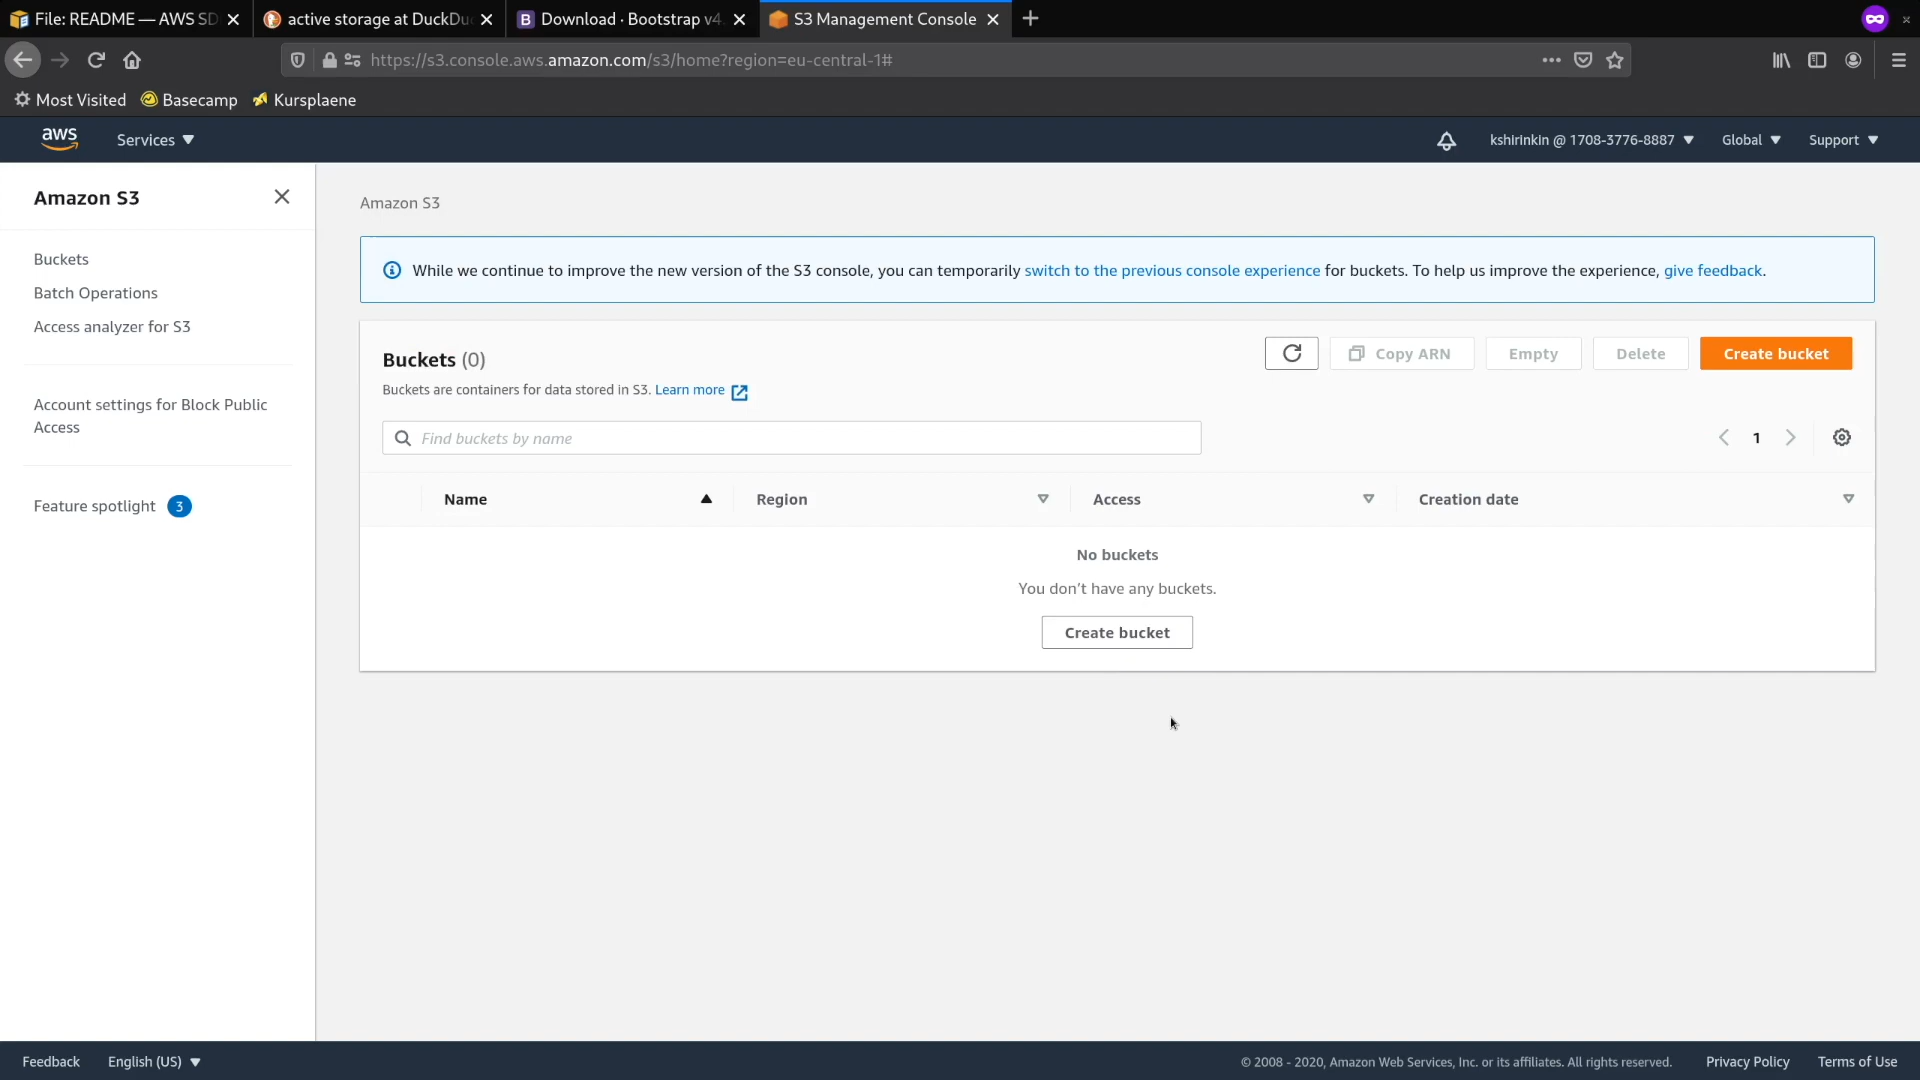 File: README — AWS SD
active storage at DuckDuc
B Download · Bootstrap v4.
S3 Management Console
https://s3.console.aws.amazon.com/s3/home?region=eu-central-1#
Most Visited
Basecamp
Kursplaene
aws
Services
kshirinkin @ 1708-3776-8887
Global
Support
Amazon S3
Buckets
Batch Operations
Access analyzer for S3
Account settings for Block Public
Access
Feature spotlight 3
Amazon S3
While we continue to improve the new version of the S3 console, you can temporarily switch to the previous console experience for buckets. To help us improve the experience, give feedback.
Buckets (0)
Copy ARN
Empty
Delete
Create bucket
Buckets are containers for data stored in S3. Learn more
Find buckets by name
1
Name
Region
Access
Creation date
No buckets
You don't have any buckets.
Create bucket
Feedback
English (US)
© 2008 - 2020, Amazon Web Services, Inc. or its affiliates. All rights reserved.
Privacy Policy
Terms of Use